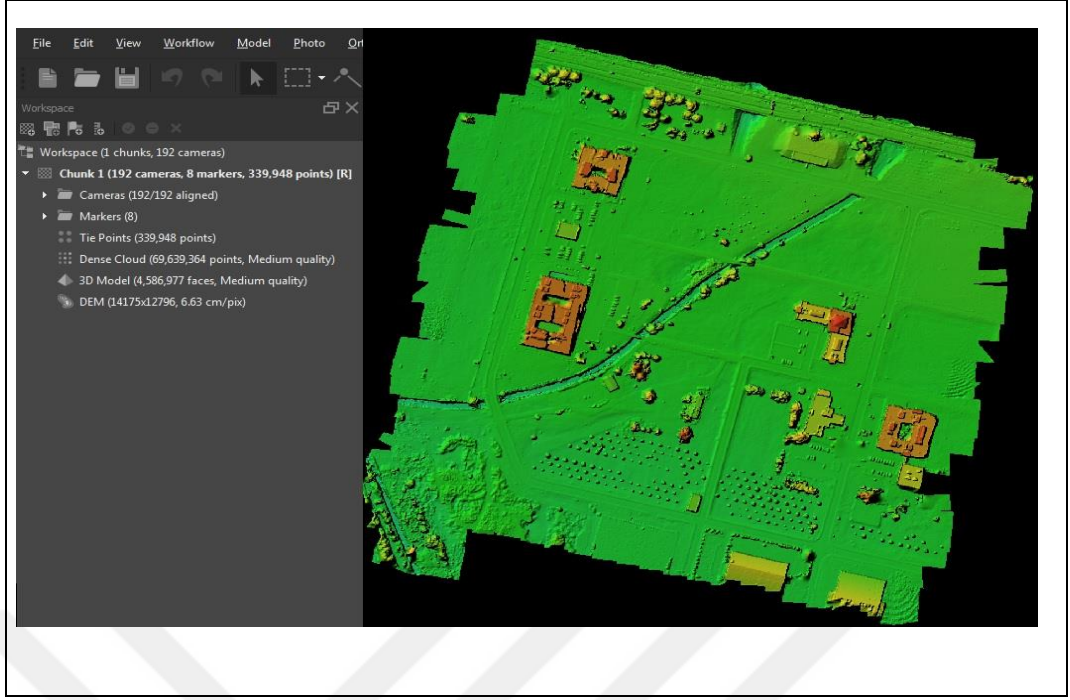 File Edit View Workflow Model Photo Ort
Workspace
Workspace (1 chunks, 192 cameras)
Chunk 1 (192 cameras, 8 markers, 339,948 points) [R]
Cameras (192/192 aligned)
Markers (8)
Tie Points (339,948 points)
Dense Cloud (69,639,364 points, Medium quality)
3D Model (4,586,977 faces, Medium quality)
DEM (14175x12796, 6.63 cm/pix)